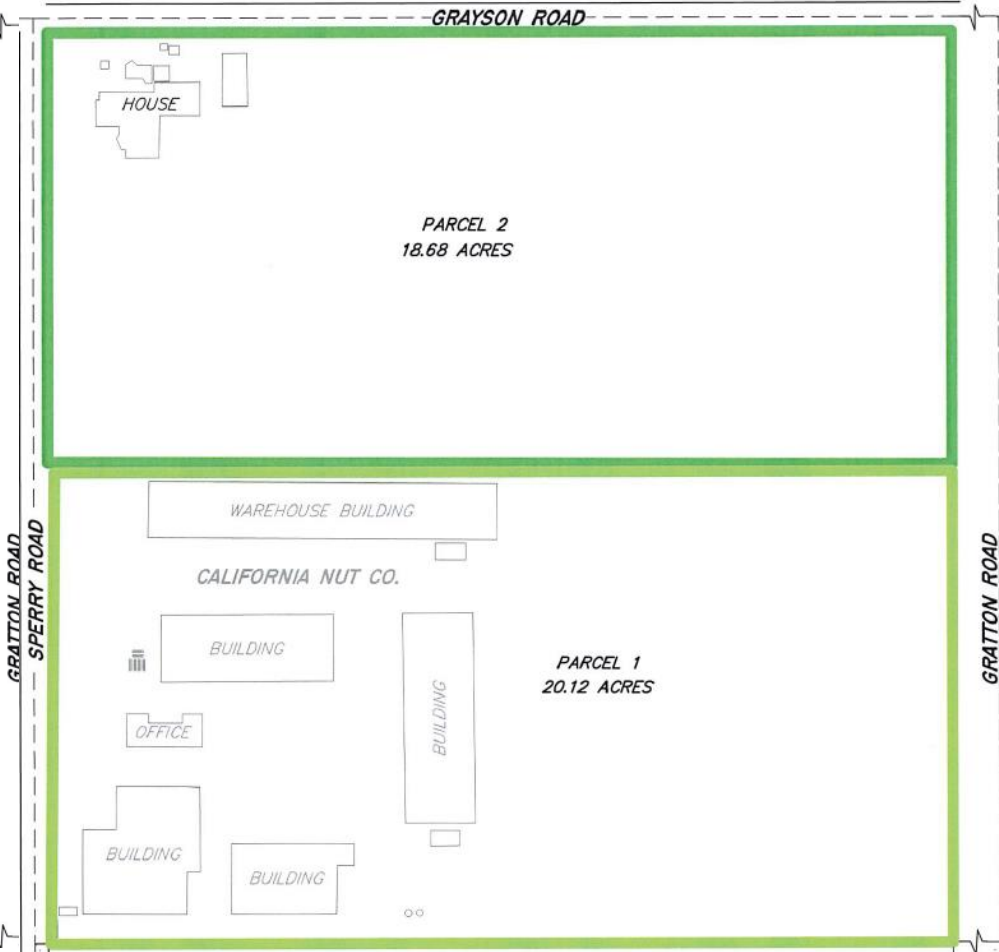 GRAYSON ROAD
HOUSE
PARCEL 2
18.68 ACRES
WAREHOUSE BUILDING
CALIFORNIA NUT CO.
GRATTON ROAD
SPERRY ROAD
BUILDING
BUILDING
PARCEL 1
20.12 ACRES
GRATTON ROAD
OFFICE
BUILDING
BUILDING